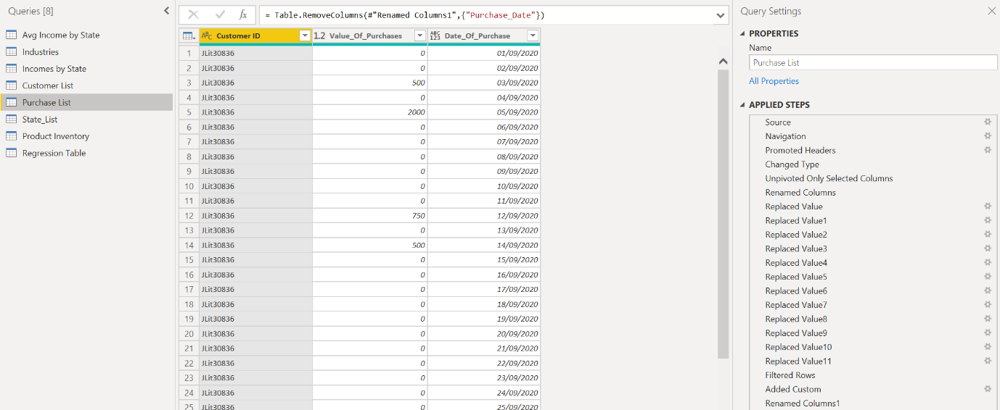 Queries [8]
Avg Income by State
Industries
Incomes by State
Customer List
Purchase List
State_List
Product Inventory
Regression Table
fx
= Table.RemoveColumns(#"Renamed Columns1",{"Purchase_Date"})
ABC Customer ID 1.2 Value_Of_Purchases ABC 123 Date_Of_Purchase
1 JLit30836 0 01/09/2020
2 JLit30836 0 02/09/2020
3 JLit30836 500 03/09/2020
4 JLit30836 0 04/09/2020
5 JLit30836 2000 05/09/2020
6 JLit30836 0 06/09/2020
7 JLit30836 0 07/09/2020
8 JLit30836 0 08/09/2020
9 JLit30836 0 09/09/2020
10 JLit30836 0 10/09/2020
11 JLit30836 0 11/09/2020
12 JLit30836 750 12/09/2020
13 JLit30836 0 13/09/2020
14 JLit30836 500 14/09/2020
15 JLit30836 0 15/09/2020
16 JLit30836 0 16/09/2020
17 JLit30836 0 17/09/2020
18 JLit30836 0 18/09/2020
19 JLit30836 0 19/09/2020
20 JLit30836 0 20/09/2020
21 JLit30836 0 21/09/2020
22 JLit30836 0 22/09/2020
23 JLit30836 0 23/09/2020
24 JLit30836 0 24/09/2020
25 JLit30836 0 25/09/2020
Query Settings
PROPERTIES
Name
Purchase List
All Properties
APPLIED STEPS
Source
Navigation
Promoted Headers
Changed Type
Unpivoted Only Selected Columns
Renamed Columns
Replaced Value
Replaced Value1
Replaced Value2
Replaced Value3
Replaced Value4
Replaced Value5
Replaced Value6
Replaced Value7
Replaced Value8
Replaced Value9
Replaced Value10
Replaced Value11
Filtered Rows
Added Custom
Renamed Columns1